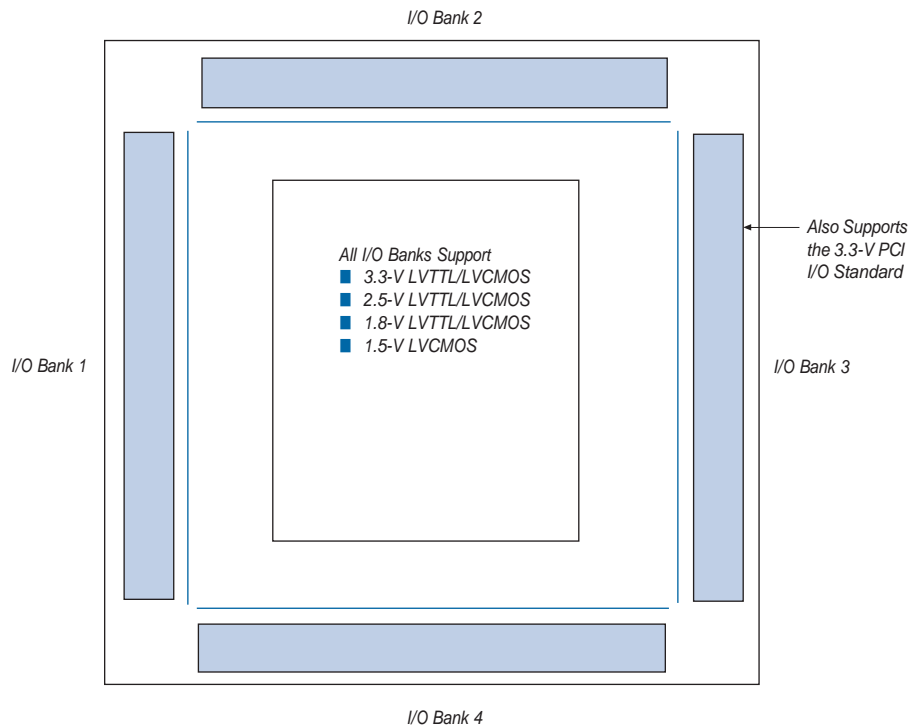 I/O Bank 2
Also Supports
the 3.3-V PCI
I/O Standard
All I/O Banks Support
3.3-V LVTTL/LVCMOS
2.5-V LVTTL/LVCMOS
1.8-V LVTTL/LVCMOS
1.5-V LVCMOS
I/O Bank 1
I/O Bank 3
I/O Bank 4